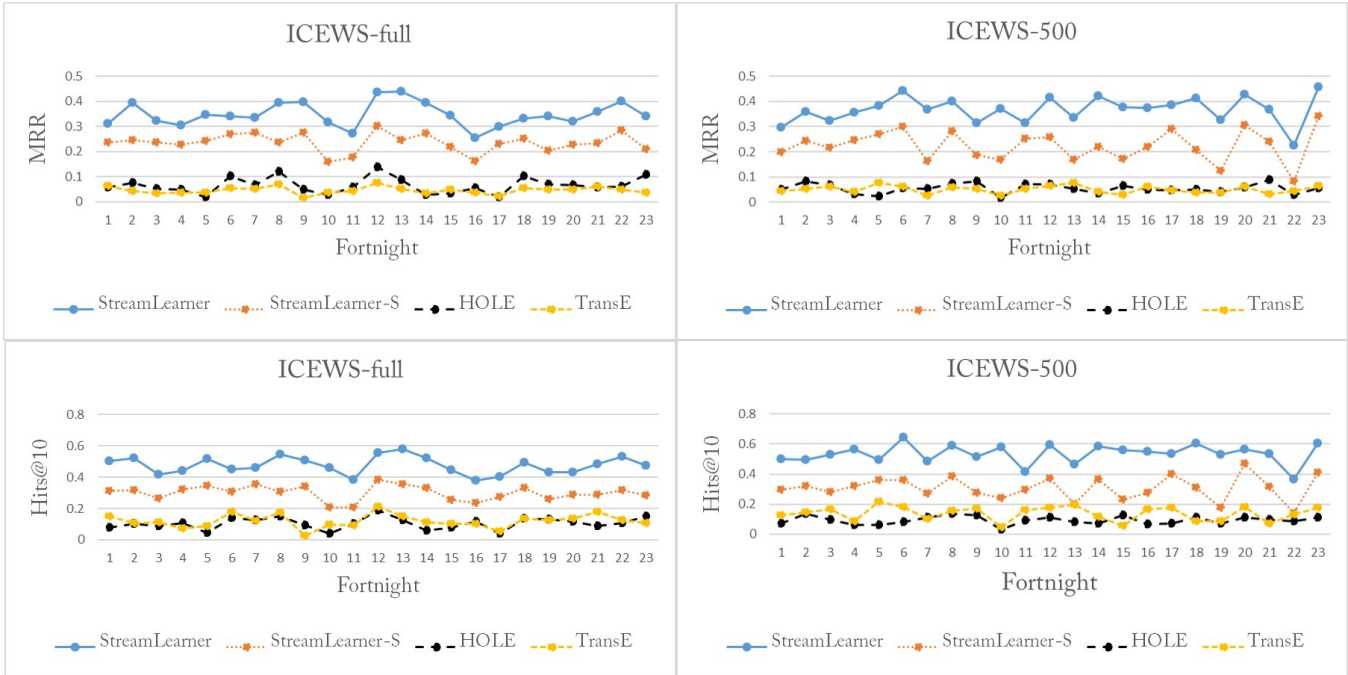 ICEWS-full
MRR
0.5
0.4
0.3
0.2
0.1
0
1 2 3 4 5 6 7 8 9 10 11 12 13 14 15 16 17 18 19 20 21 22 23
Fortnight
StreamLearner StreamLearner-S HOLE TransE
ICEWS-500
MRR
0.5
0.4
0.3
0.2
0.1
0
1 2 3 4 5 6 7 8 9 10 11 12 13 14 15 16 17 18 19 20 21 22 23
Fortnight
StreamLearner StreamLearner-S HOLE TransE
ICEWS-full
Hits@10
0.8
0.6
0.4
0.2
0
1 2 3 4 5 6 7 8 9 10 11 12 13 14 15 16 17 18 19 20 21 22 23
Fortnight
StreamLearner StreamLearner-S HOLE TransE
ICEWS-500
Hits@10
0.8
0.6
0.4
0.2
0
1 2 3 4 5 6 7 8 9 10 11 12 13 14 15 16 17 18 19 20 21 22 23
Fortnight
StreamLearner StreamLearner-S HOLE TransE